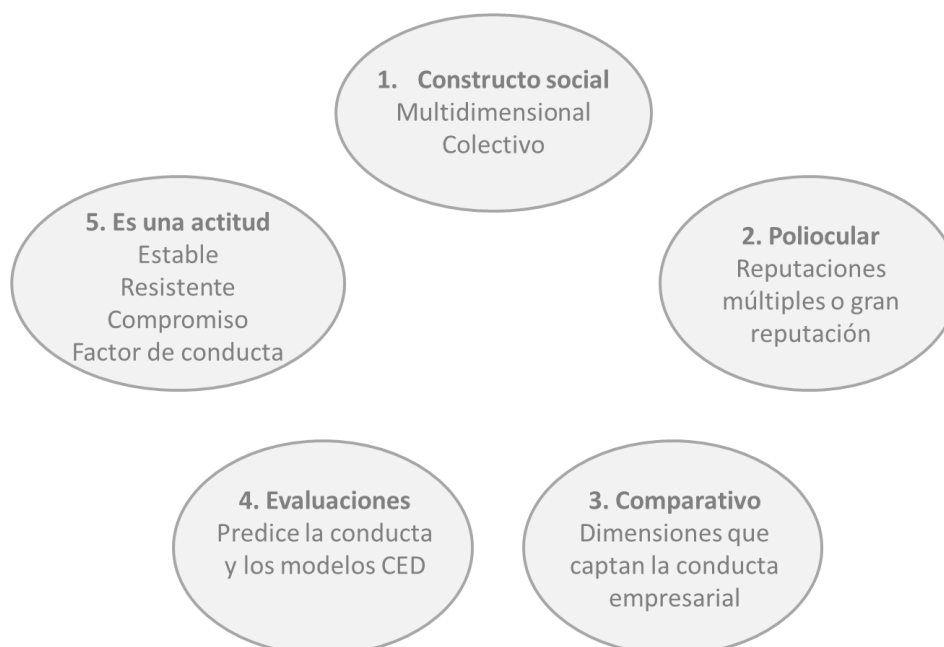 1. Constructo social
Multidimensional
Colectivo
2. Poliocular
Reputaciones
múltiples o gran
reputación
3. Comparativo
Dimensiones que
captan la conducta
empresarial
4. Evaluaciones
Predice la conducta
y los modelos CED
5. Es una actitud
Estable
Resistente
Compromiso
Factor de conducta